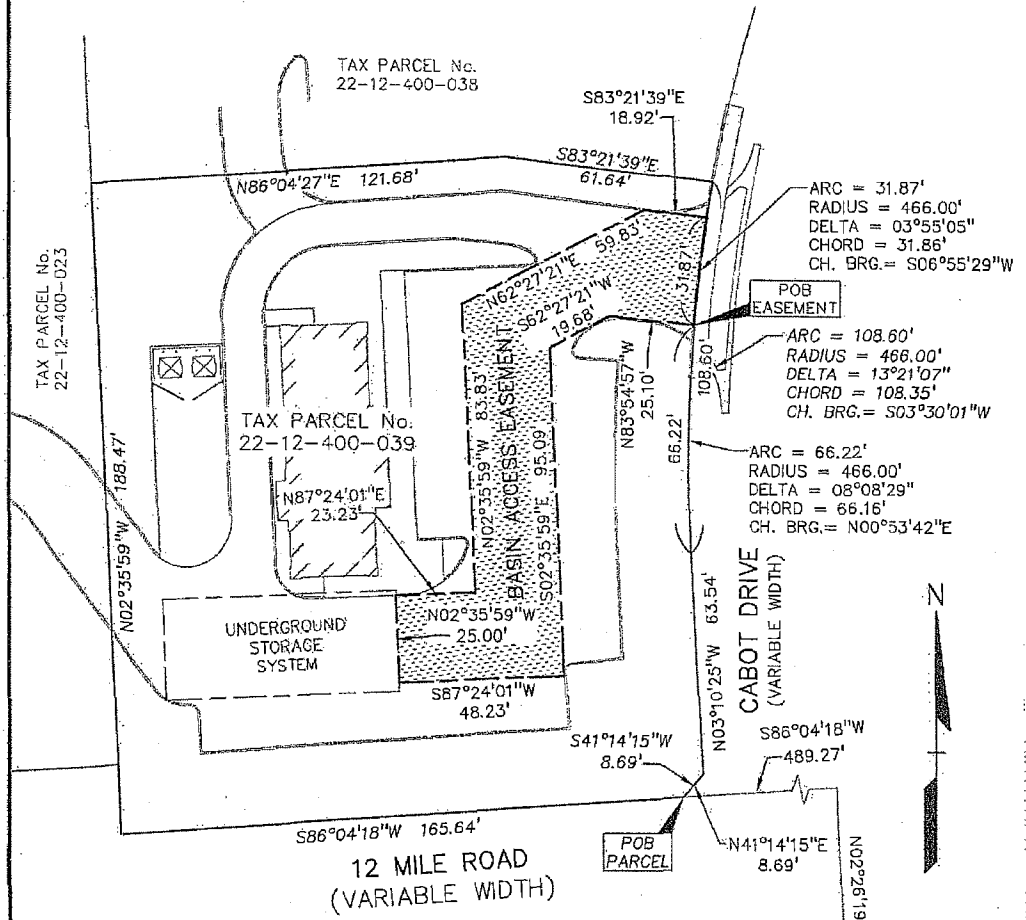 TAX PARCEL No.
22-12-400-038
S83°21'39"E
18.92'
S83°21'39"E
61.64'
N86°04'27"E 121.68'
ARC = 31.87'
RADIUS = 466.00'
DELTA = 03°55'05"
CHORD = 31.86'
CH. BRG.= S06°55'29"W
TAX PARCEL No.
22-12-400-023
N62°27'21"E 59.83'
S62°27'21"W
19.68'
31.87'
POB
EASEMENT
ARC = 108.60'
RADIUS = 466.00'
DELTA = 13°21'07"
CHORD = 108.35'
CH. BRG.= S03°30'01"W
108.60'
N83°54'57"W
25.10'
TAX PARCEL No.
22-12-400-039
N02°35'59"W 83.83'
BASIN ACCESS EASEMENT
S02°35'59"E 95.09'
66.22'
ARC = 66.22'
RADIUS = 466.00'
DELTA = 08°08'29"
CHORD = 66.16'
CH. BRG.= N00°53'42"E
N87°24'01"E
23.23'
N02°35'59"W 188.47'
N02°35'59"W
25.00'
UNDERGROUND
STORAGE
SYSTEM
S87°24'01"W
48.23'
N03°10'25"W 63.54'
CABOT DRIVE
(VARIABLE WIDTH)
N
S41°14'15"W
8.69'
S86°04'18"W
489.27'
S86°04'18"W 165.64'
POB
PARCEL
N41°14'15"E
8.69'
12 MILE ROAD
(VARIABLE WIDTH)
N02°26'19